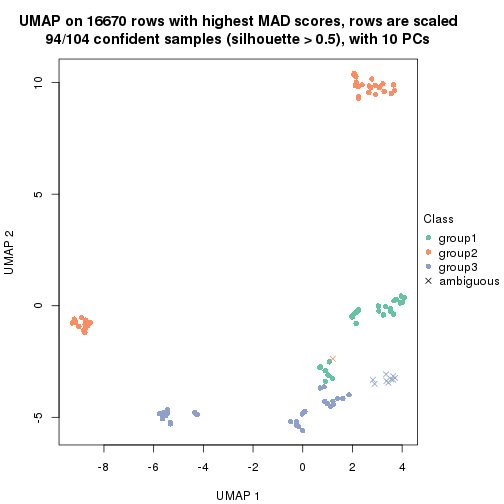 UMAP on 16670 rows with highest MAD scores, rows are scaled
94/104 confident samples (silhouette > 0.5), with 10 PCs
10
5
0
-5
UMAP 2
-8
-6
-4
-2
0
2
4
UMAP 1
Class
group1
group2
group3
ambiguous